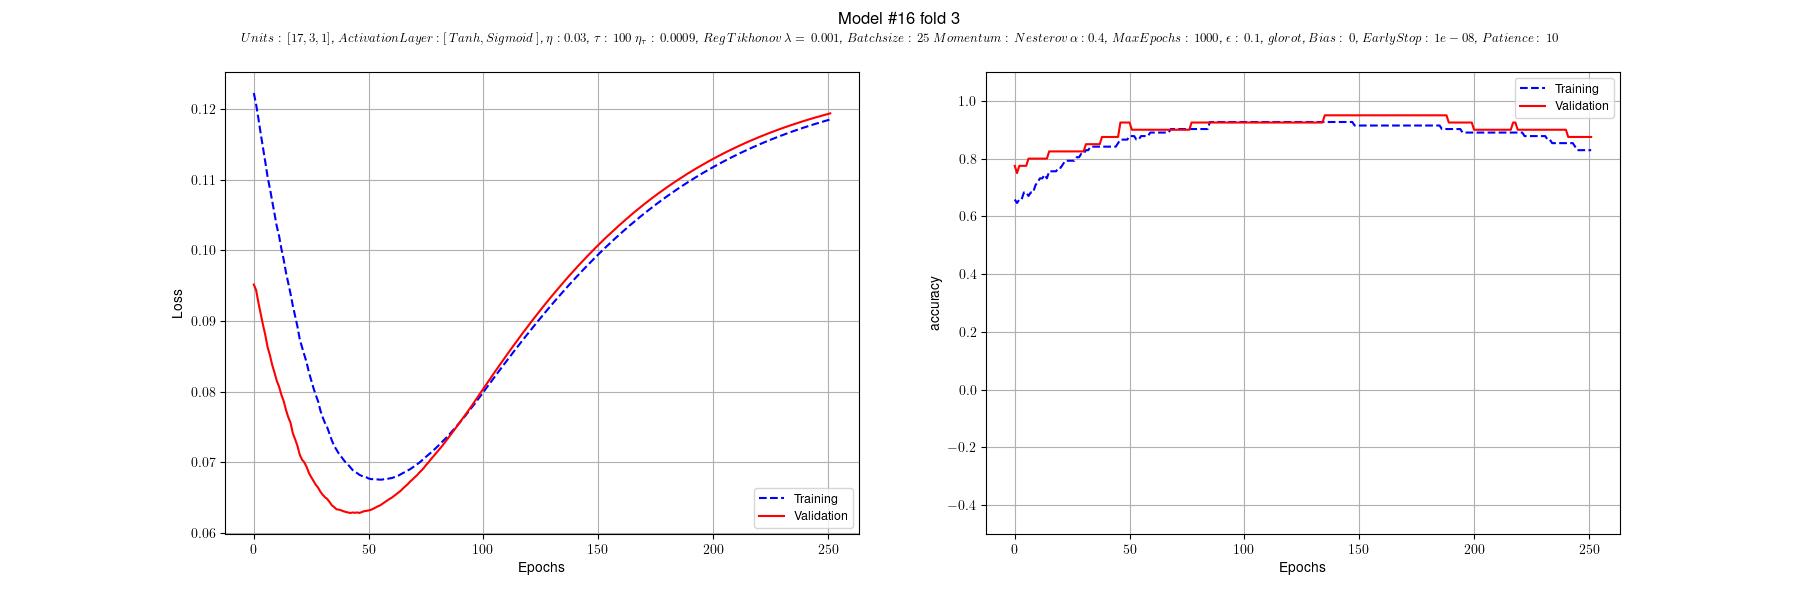 Model #16 fold 3
Units : [17, 3, 1], ActivationLayer : [ Tanh, Sigmoid ], η : 0.03, τ : 100 ητ : 0.0009, RegTikhonov λ = 0.001, Batchsize : 25 Momentum : Nesterov α : 0.4, MaxEpochs : 1000, ϵ : 0.1, glorot, Bias : 0, EarlyStop : 1e − 08, Patience : 10
0.12
0.11
0.10
0.09
0.08
0.07
0.06
Loss
0 50 100 150 200 250
Epochs
Training
Validation
1.0
0.8
0.6
0.4
0.2
0.0
−0.2
−0.4
accuracy
0 50 100 150 200 250
Epochs
Training
Validation